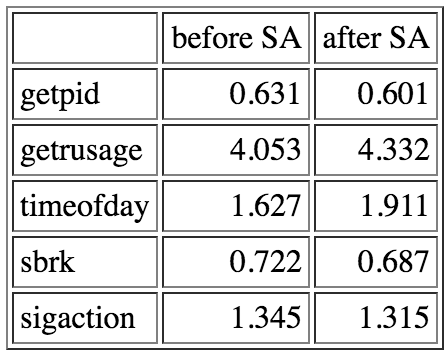 before SA after SA
getpid 0.631 0.601
getrusage 4.053 4.332
timeofday 1.627 1.911
sbrk 0.722 0.687
sigaction 1.345 1.315